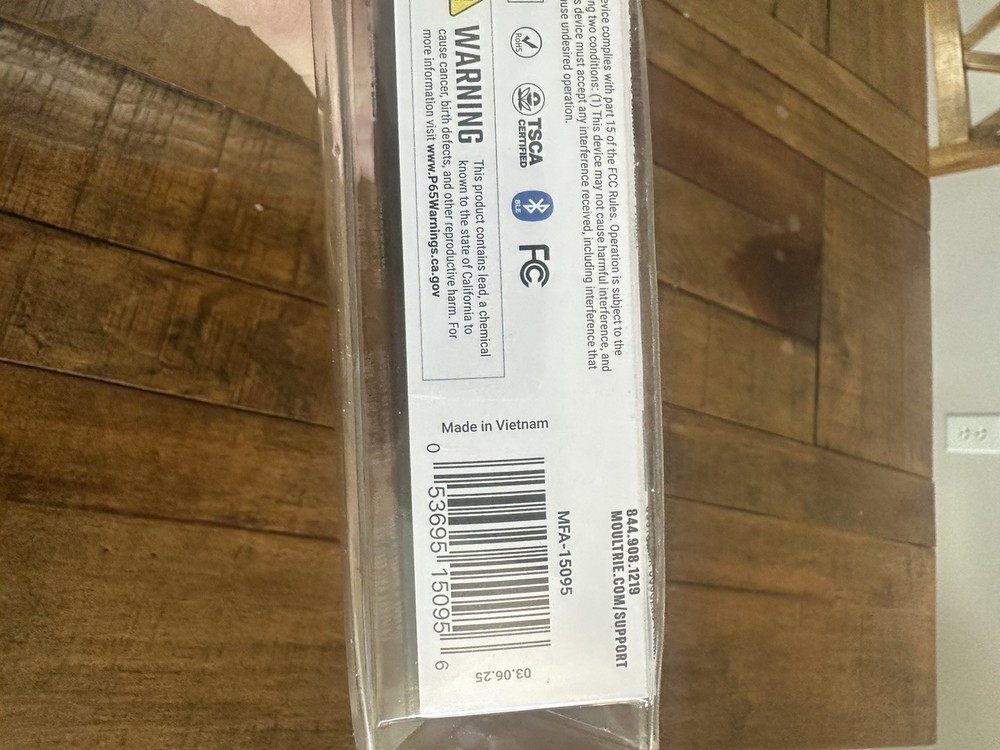 evice complies with part 15 of the FCC Rules. Operation is subject to the
ng two conditions: (1) This device may not cause harmful interference, and
s device must accept any interference received, including interference that
use undesired operation.
RoHS
TSCA
CERTIFIED
BLE
FC
WARNING This product contains lead, a chemical
known to the state of California to
cause cancer, birth defects, and other reproductive harm. For
more information visit www.P65Warnings.ca.gov
844.908.1219
MOULTRIE.COM/SUPPORT
Made in Vietnam
MFA-15095
0 53695 15095 6
03.06.25